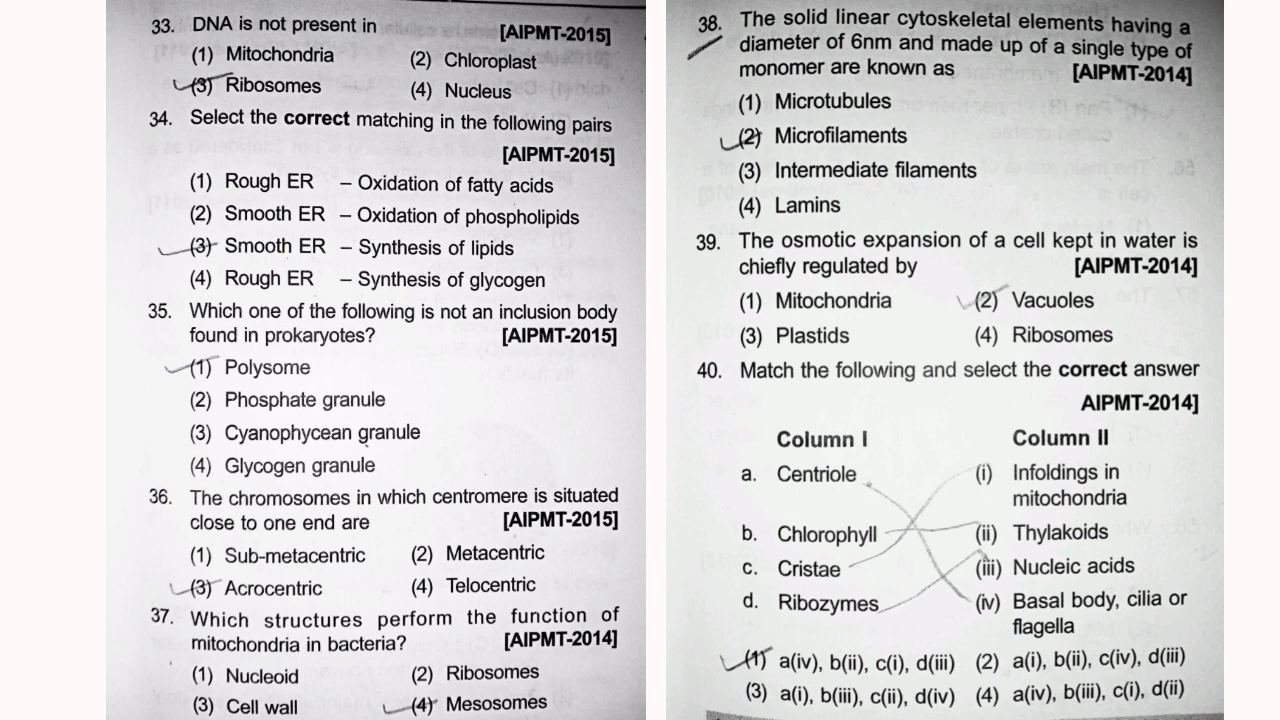 33. DNA is not present in [AIPMT-2015]
(1) Mitochondria (2) Chloroplast
(3) Ribosomes (4) Nucleus
34. Select the correct matching in the following pairs
[AIPMT-2015]
(1) Rough ER – Oxidation of fatty acids
(2) Smooth ER – Oxidation of phospholipids
(3) Smooth ER – Synthesis of lipids
(4) Rough ER – Synthesis of glycogen
35. Which one of the following is not an inclusion body
found in prokaryotes? [AIPMT-2015]
(1) Polysome
(2) Phosphate granule
(3) Cyanophycean granule
(4) Glycogen granule
36. The chromosomes in which centromere is situated
close to one end are [AIPMT-2015]
(1) Sub-metacentric (2) Metacentric
(3) Acrocentric (4) Telocentric
37. Which structures perform the function of
mitochondria in bacteria? [AIPMT-2014]
(1) Nucleoid (2) Ribosomes
(3) Cell wall (4) Mesosomes
38. The solid linear cytoskeletal elements having a
diameter of 6nm and made up of a single type of
monomer are known as [AIPMT-2014]
(1) Microtubules
(2) Microfilaments
(3) Intermediate filaments
(4) Lamins
39. The osmotic expansion of a cell kept in water is
chiefly regulated by [AIPMT-2014]
(1) Mitochondria (2) Vacuoles
(3) Plastids (4) Ribosomes
40. Match the following and select the correct answer
AIPMT-2014]
Column I Column II
a. Centriole (i) Infoldings in
mitochondria
b. Chlorophyll (ii) Thylakoids
c. Cristae (iii) Nucleic acids
d. Ribozymes (iv) Basal body, cilia or
flagella
(1) a(iv), b(ii), c(i), d(iii) (2) a(i), b(ii), c(iv), d(iii)
(3) a(i), b(iii), c(ii), d(iv) (4) a(iv), b(iii), c(i), d(ii)